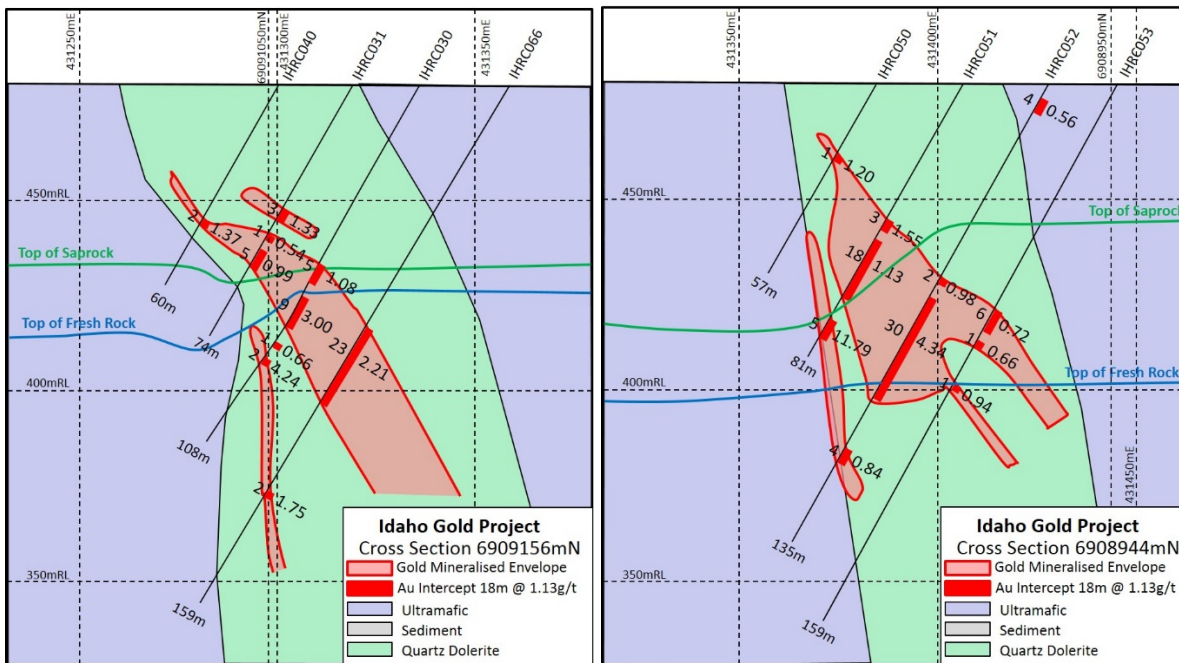 431250mE
6909150mN
431300mE
IHRC040
IHRC031
IHRC030
431350mE
IHRC066
450mRL
400mRL
350mRL
Top of Saprock
Top of Fresh Rock
2 1.37
3 1.33
1 0.54
5 0.99
5 1.08
9 3.00
23 2.21
1 0.66
2 4.24
2 1.75
60m
74m
108m
159m
Idaho Gold Project
Cross Section 6909156mN
Gold Mineralised Envelope
Au Intercept 18m @ 1.13g/t
Ultramafic
Sediment
Quartz Dolerite
431350mE
IHRC050
431400mE
IHRC051
IHRC052
6908950mN
IHRC053
450mRL
400mRL
350mRL
Top of Saprock
Top of Fresh Rock
4 0.56
1 1.20
3 1.55
18 1.13
2 0.98
6 0.72
30 4.34
1 0.66
5 11.79
1 0.94
4 0.84
57m
81m
135m
159m
431450mE
Idaho Gold Project
Cross Section 6908944mN
Gold Mineralised Envelope
Au Intercept 18m @ 1.13g/t
Ultramafic
Sediment
Quartz Dolerite